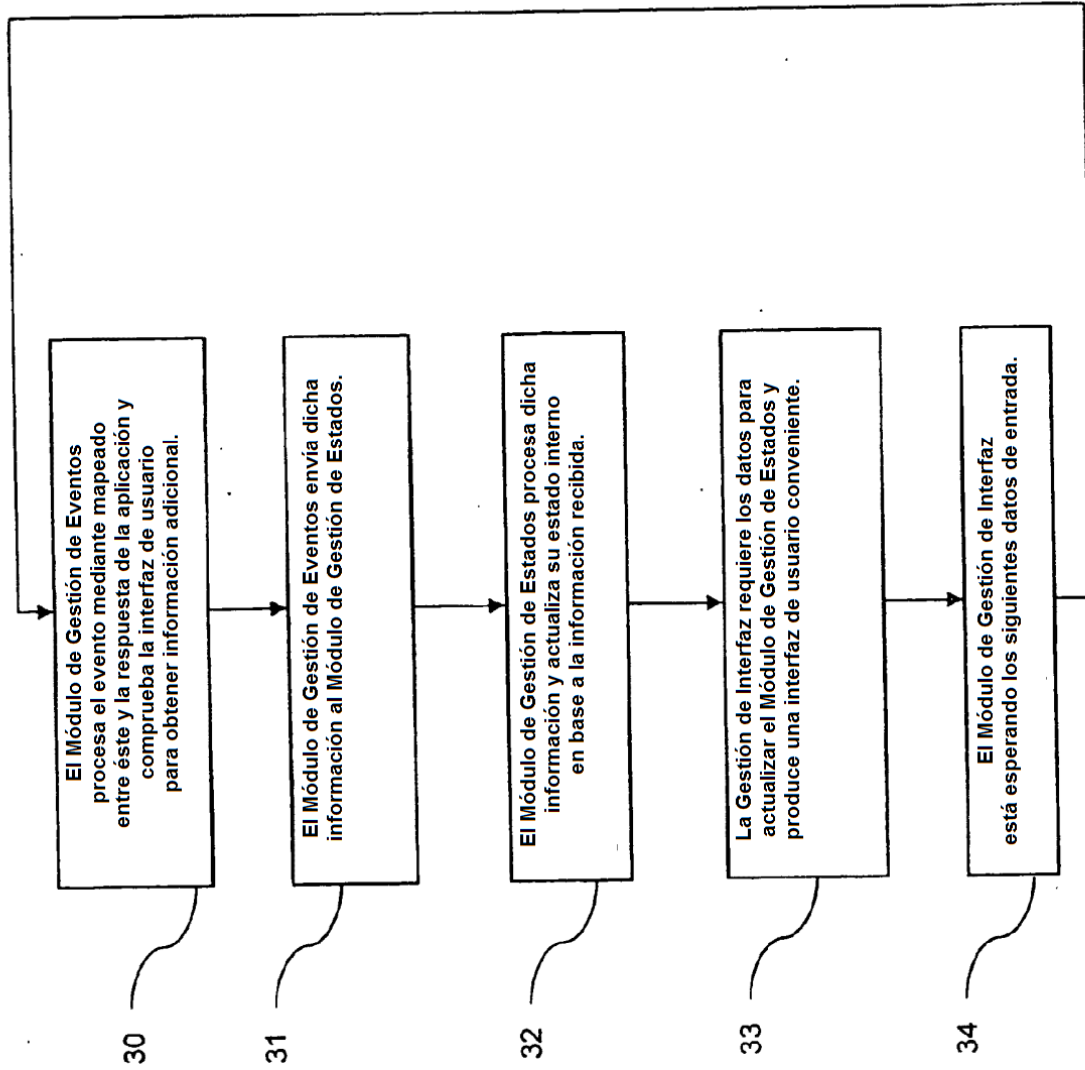 30
El Módulo de Gestión de Eventos
procesa el evento mediante mapeado
entre éste y la respuesta de la aplicación y
comprueba la interfaz de usuario
para obtener información adicional.
31
El Módulo de Gestión de Eventos envía dicha
información al Módulo de Gestión de Estados.
32
El Módulo de Gestión de Estados procesa dicha
información y actualiza su estado interno
en base a la información recibida.
33
La Gestión de Interfaz requiere los datos para
actualizar el Módulo de Gestión de Estados y
produce una interfaz de usuario conveniente.
34
El Módulo de Gestión de Interfaz
está esperando los siguientes datos de entrada.